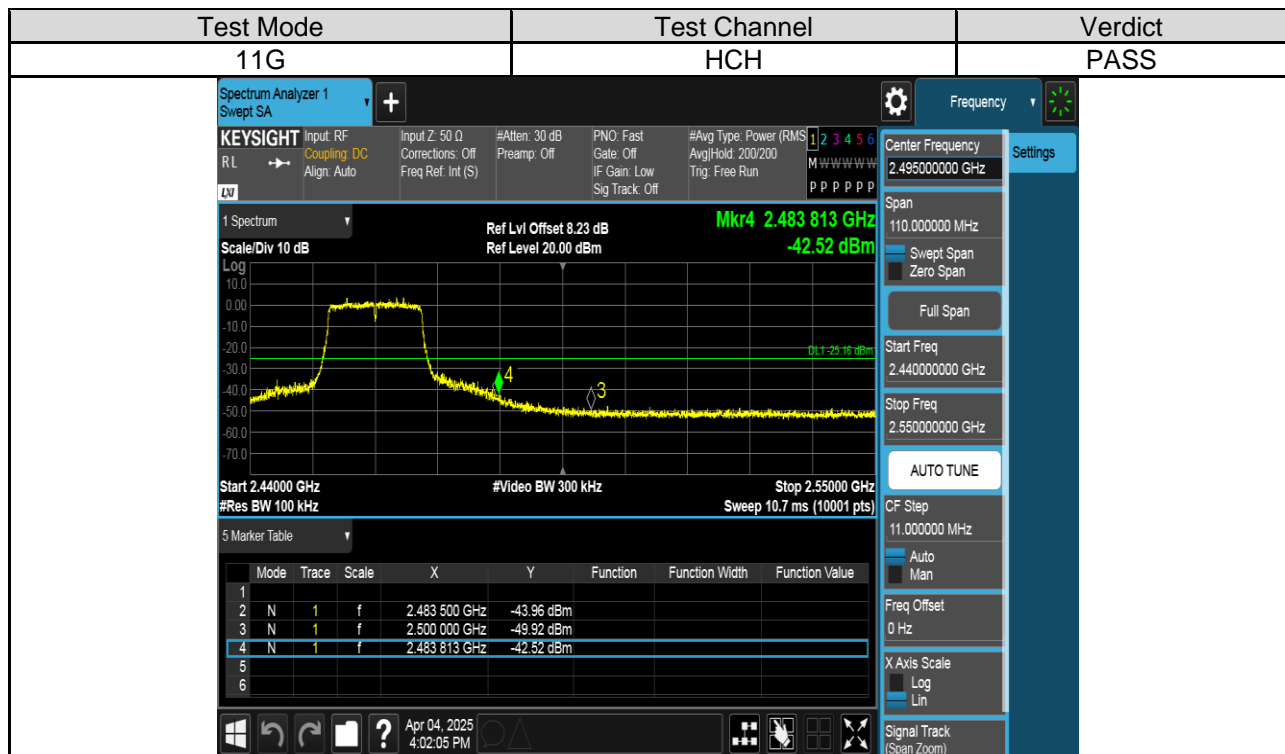 Test Mode Test Channel Verdict
11G HCH PASS
Spectrum Analyzer 1
Swept SA
+
Frequency
KEYSIGHT
RL
LXI
Input: RF
Coupling: DC
Align: Auto
Input Z: 50 Ω
Corrections: Off
Freq Ref: Int (S)
#Atten: 30 dB
Preamp: Off
PNO: Fast
Gate: Off
IF Gain: Low
Sig Track: Off
#Avg Type: Power (RMS
Avg|Hold: 200/200
Trig: Free Run
1 2 3 4 5 6
M W W W W W
P P P P P P
1 Spectrum
Scale/Div 10 dB
Ref Lvl Offset 8.23 dB
Ref Level 20.00 dBm
Mkr4 2.483 813 GHz
-42.52 dBm
Log
10.0
0.00
-10.0
-20.0
-30.0
-40.0
-50.0
-60.0
-70.0
DL1 -25.16 dBm
4
3
Start 2.44000 GHz #Video BW 300 kHz Stop 2.55000 GHz
#Res BW 100 kHz Sweep 10.7 ms (10001 pts)
5 Marker Table
Mode Trace Scale X Y Function Function Width Function Value
1
2 N 1 f 2.483 500 GHz -43.96 dBm
3 N 1 f 2.500 000 GHz -49.92 dBm
4 N 1 f 2.483 813 GHz -42.52 dBm
5
6
?
Apr 04, 2025
4:02:05 PM
Center Frequency
2.495000000 GHz
Settings
Span
110.000000 MHz
Swept Span
Zero Span
Full Span
Start Freq
2.440000000 GHz
Stop Freq
2.550000000 GHz
AUTO TUNE
CF Step
11.000000 MHz
Auto
Man
Freq Offset
0 Hz
X Axis Scale
Log
Lin
Signal Track
(Span Zoom)